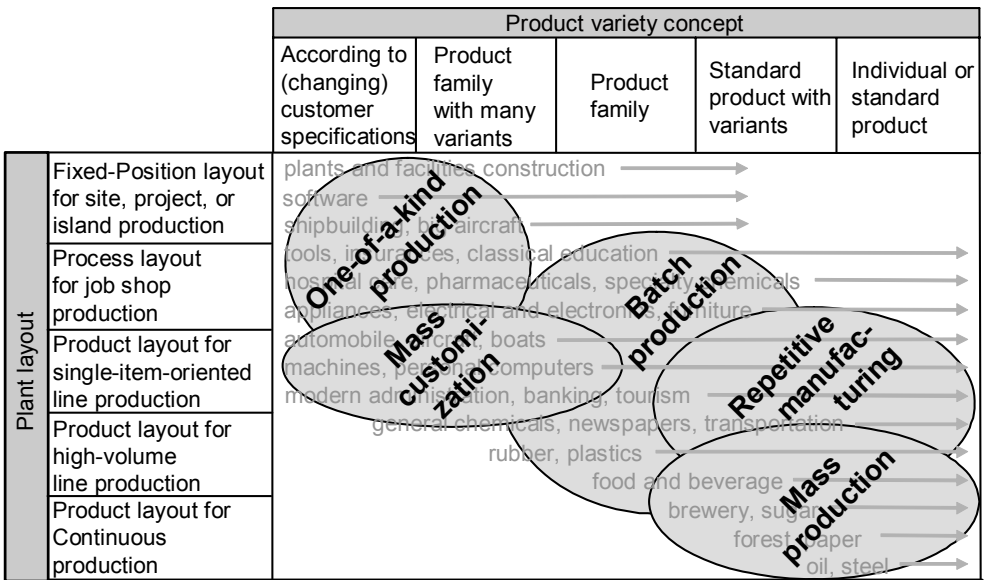 Product variety concept
According to
(changing)
customer
specifications
Product
family
with many
variants
Product
family
Standard
product with
variants
Individual or
standard
product
Plant layout
Fixed-Position layout
for site, project, or
island production
Process layout
for job shop
production
Product layout for
single-item-oriented
line production
Product layout for
high-volume
line production
Product layout for
Continuous
production
plants and facilities construction
software
shipbuilding, big aircraft
tools, insurances, classical education
hospital care, pharmaceuticals, specialty chemicals
appliances, electrical and electronics, furniture
automobile, aircraft, boats
machines, personal computers
modern administration, banking, tourism
general chemicals, newspapers, transportation
rubber, plastics
food and beverage
brewery, sugar
forest, paper
oil, steel
One-of-a-kind
production
Mass
customi-
zation
Batch
production
Repetitive
manufac-
turing
Mass
production